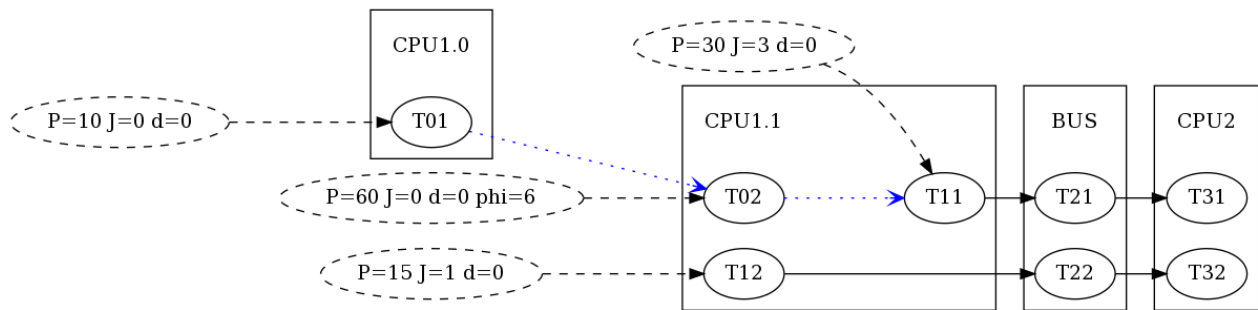 CPU1.0
P=30 J=3 d=0
P=10 J=0 d=0
T01
CPU1.1
BUS
CPU2
P=60 J=0 d=0 phi=6
T02
T11
T21
T31
P=15 J=1 d=0
T12
T22
T32